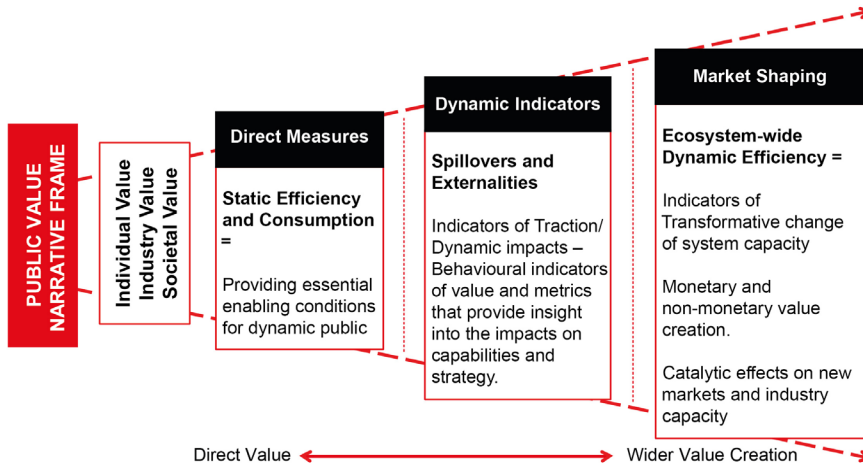 PUBLIC VALUE
NARRATIVE FRAME
Individual Value
Industry Value
Societal Value
Direct Measures
Static Efficiency
and Consumption
=
Providing essential
enabling conditions
for dynamic public
Dynamic Indicators
Spillovers and
Externalities
Indicators of Traction/
Dynamic impacts –
Behavioural indicators
of value and metrics
that provide insight
into the impacts on
capabilities and
strategy.
Market Shaping
Ecosystem-wide
Dynamic Efficiency =
Indicators of
Transformative change
of system capacity
Monetary and
non-monetary value
creation.
Catalytic effects on new
markets and industry
capacity
Direct Value
Wider Value Creation